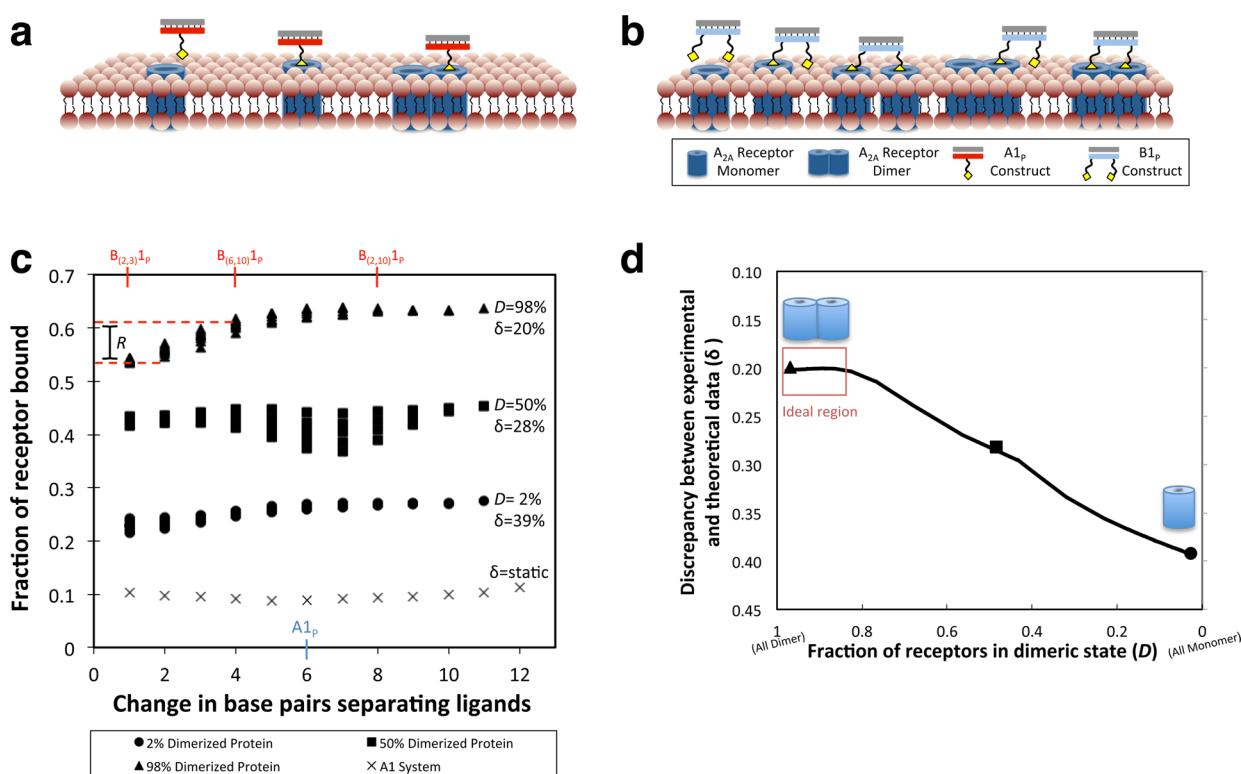 a
b
A2A Receptor Monomer
A2A Receptor Dimer
A1P Construct
B1P Construct
c
B(2,3)1P
B(6,10)1P
B(2,10)1P
Fraction of receptor bound
0.7
0.6
0.5
0.4
0.3
0.2
0.1
0
R
D=98%
δ=20%
D=50%
δ=28%
D= 2%
δ=39%
δ=static
A1P
0 2 4 6 8 10 12
Change in base pairs separating ligands
2% Dimerized Protein
50% Dimerized Protein
98% Dimerized Protein
A1 System
d
Discrepancy between experimental
and theoretical data (δ )
0.10
0.15
0.20
0.25
0.30
0.35
0.40
0.45
Ideal region
1 0.8 0.6 0.4 0.2 0
(All Dimer)
(All Monomer)
Fraction of receptors in dimeric state (D)